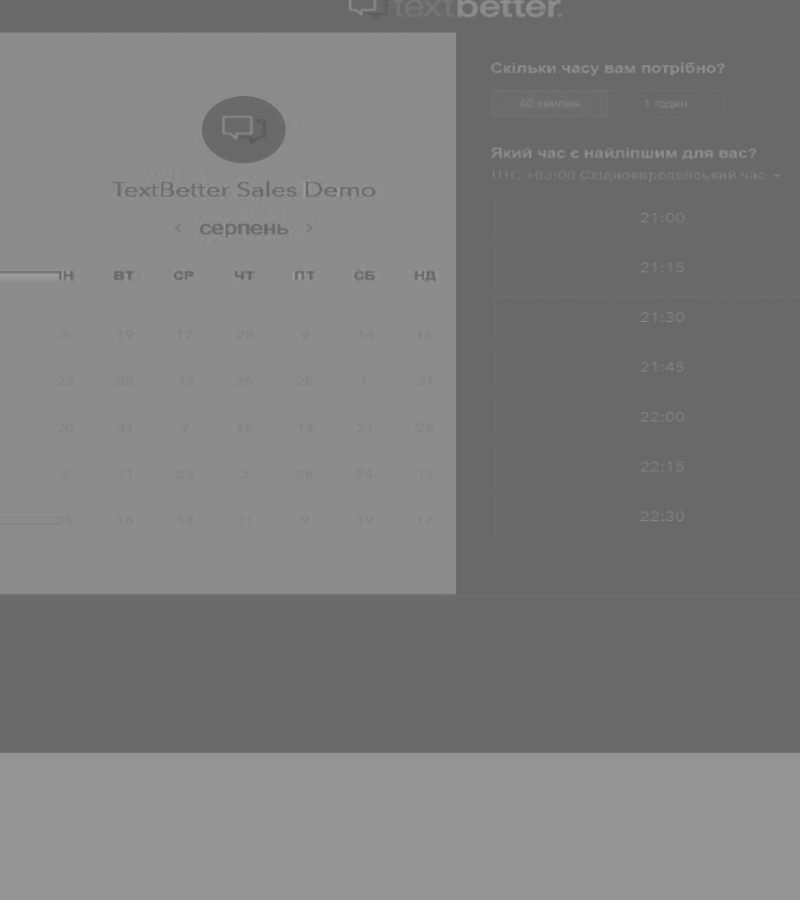 textbetter.
TextBetter Sales Demo
‹ серпень ›
ВТ СР ЧТ ПТ СБ НД
8 19 17 28 9 14 16
22 28 13 25 25 1 31
20 31 9 16 14 21 28
3 11 28 3 26 24 12
25 18 14 11 9 19 17
Скільки часу вам потрібно?
40 хвилин 1 годин
Який час є найліпшим для вас?
UTC +03:00 Східноєвропейський час
21:00
21:15
21:30
21:45
22:00
22:15
22:30